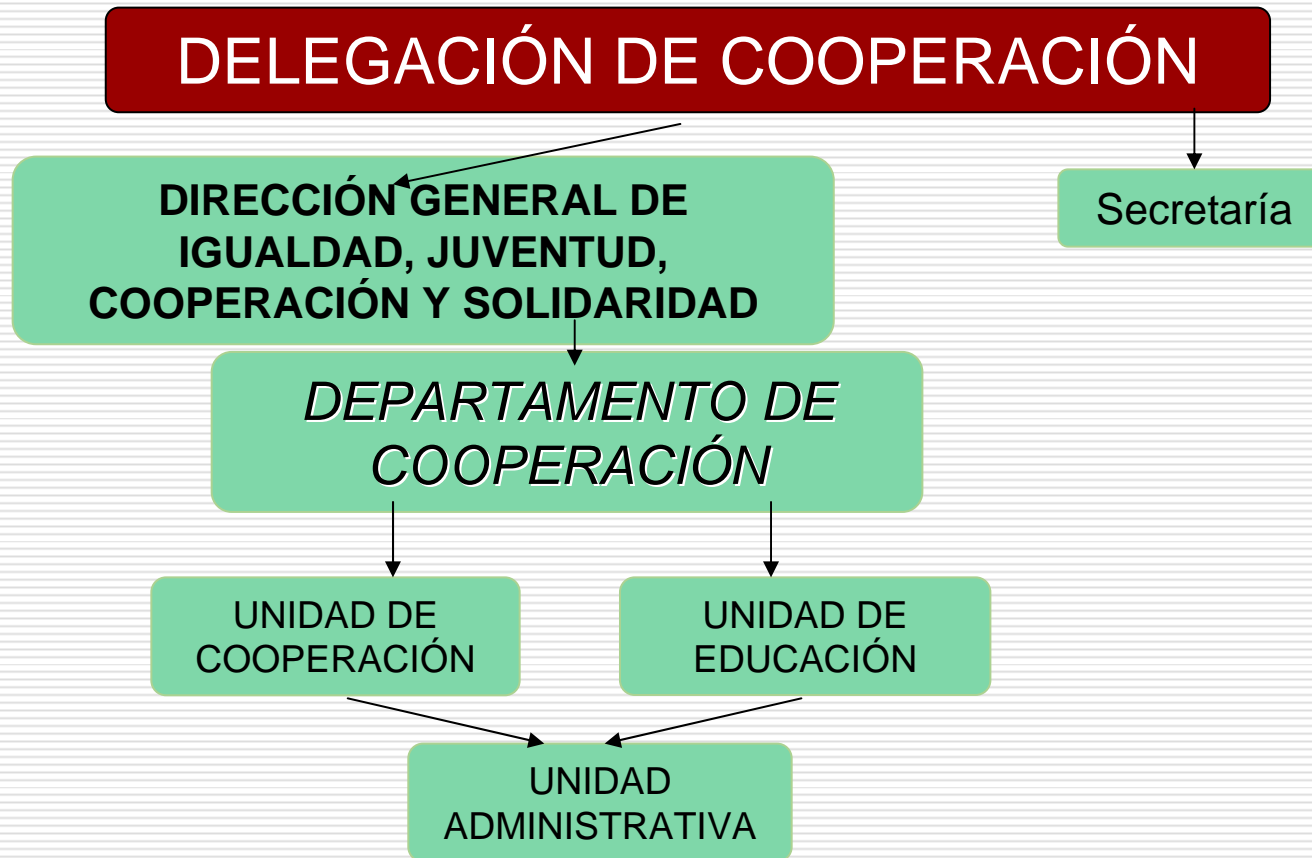 DELEGACIÓN DE COOPERACIÓN
DIRECCIÓN GENERAL DE
IGUALDAD, JUVENTUD,
COOPERACIÓN Y SOLIDARIDAD
Secretaría
DEPARTAMENTO DE
COOPERACIÓN
UNIDAD DE
COOPERACIÓN
UNIDAD DE
EDUCACIÓN
UNIDAD
ADMINISTRATIVA